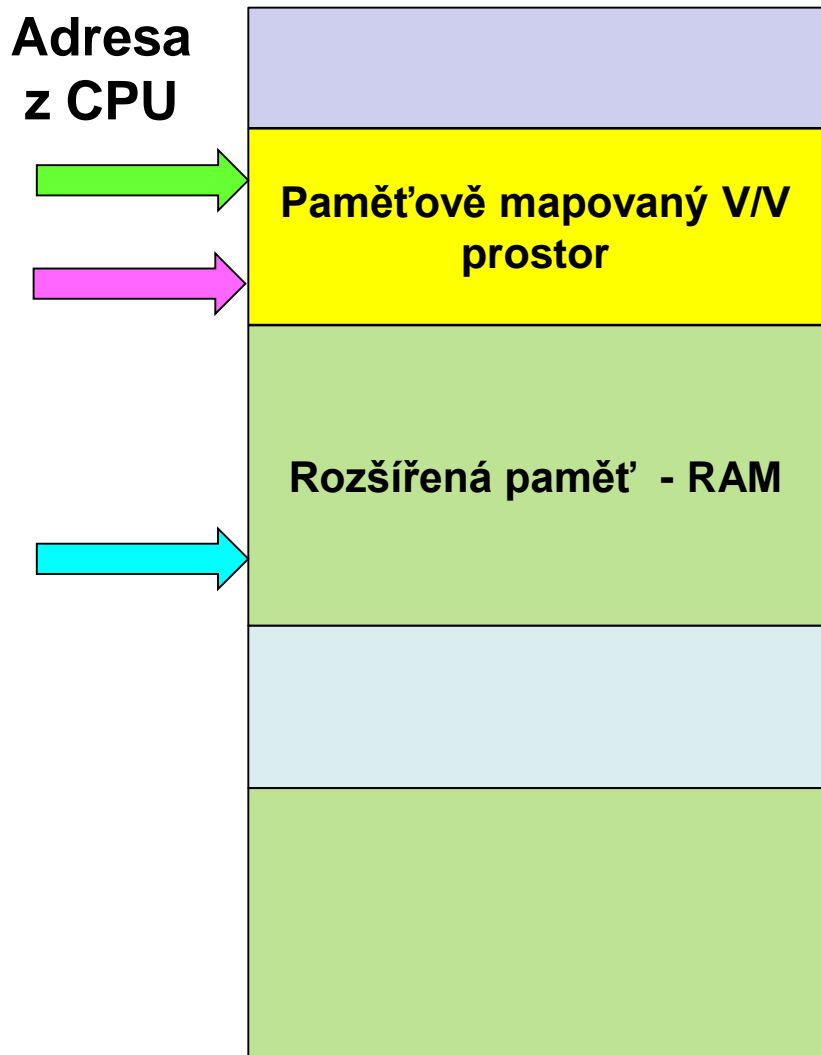 Adresa
z CPU
Paměťově mapovaný V/V
prostor
Rozšířená paměť - RAM